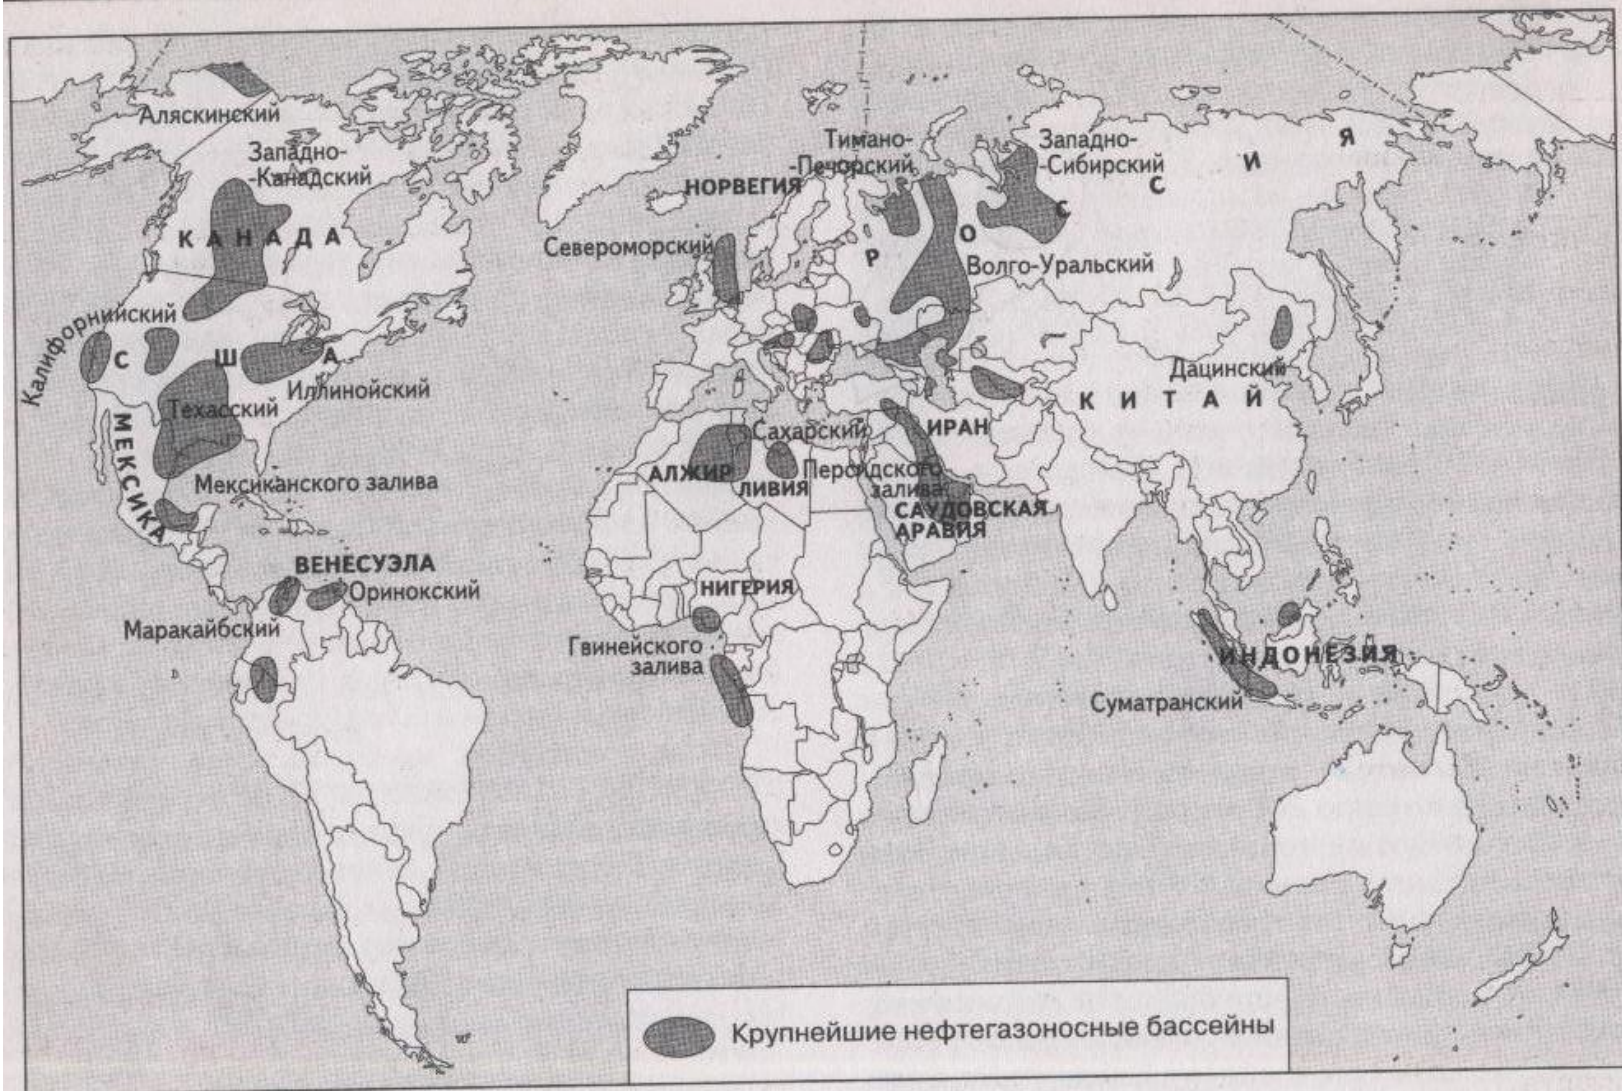 Аляскинский
Западно-
-Канадский
КАНАДА
Калифорнийский
США
Иллинойский
Техасский
МЕКСИКА
Мексиканского залива
ВЕНЕСУЭЛА
Оринокский
Маракайбский
НОРВЕГИЯ
Североморский
Тимано-
-Печорский
Западно-
-Сибирский
РОССИЯ
Волго-Уральский
Дацинский
КИТАЙ
ИРАН
Сахарский
АЛЖИР
ЛИВИЯ
Персидского
залива
САУДОВСКАЯ
АРАВИЯ
НИГЕРИЯ
Гвинейского
залива
ИНДОНЕЗИЯ
Суматранский
Крупнейшие нефтегазоносные бассейны